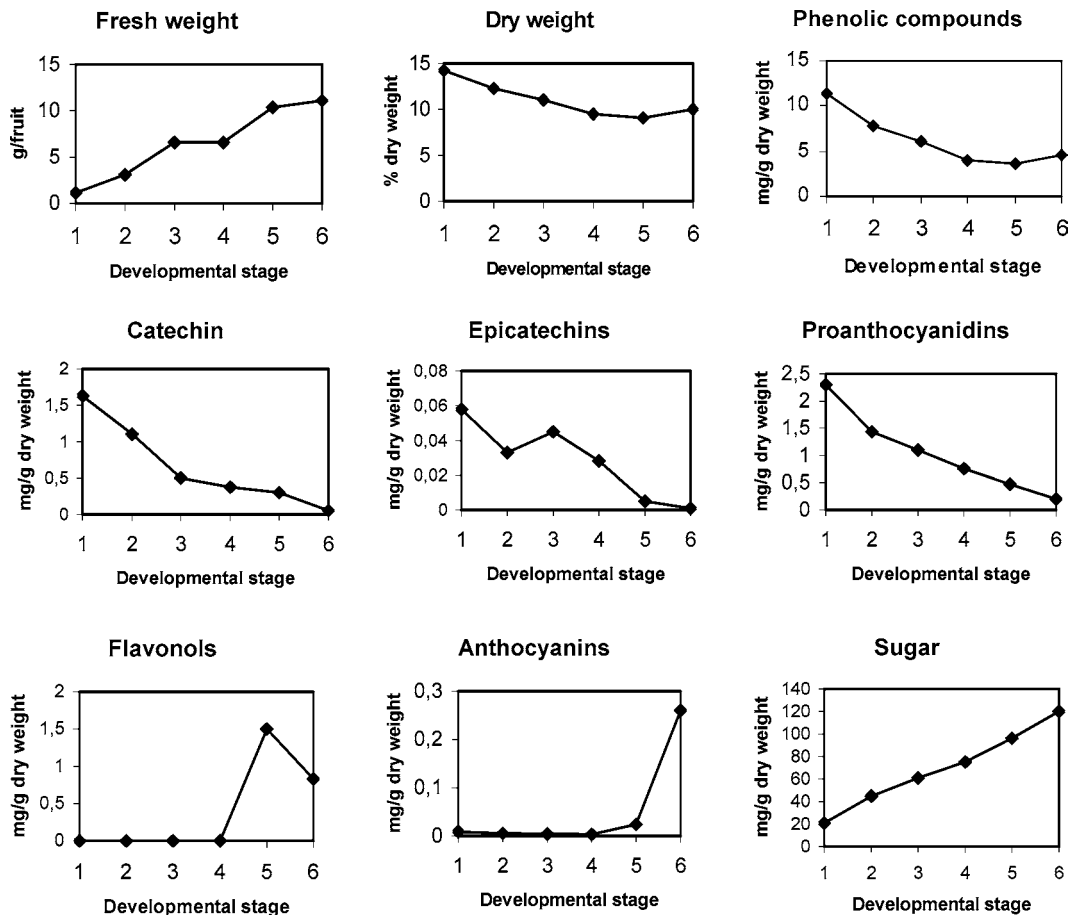 Fresh weight
g/fruit
15
10
5
0
1 2 3 4 5 6
Developmental stage
Dry weight
% dry weight
15
10
5
0
1 2 3 4 5 6
Developmental stage
Phenolic compounds
mg/g dry weight
15
10
5
0
1 2 3 4 5 6
Developmental stage
Catechin
mg/g dry weight
2
1,5
1
0,5
0
1 2 3 4 5 6
Developmental stage
Epicatechins
mg/g dry weight
0,08
0,06
0,04
0,02
0
1 2 3 4 5 6
Developmental stage
Proanthocyanidins
mg/g dry weight
2,5
2
1,5
1
0,5
0
1 2 3 4 5 6
Developmental stage
Flavonols
mg/g dry weight
2
1,5
1
0,5
0
1 2 3 4 5 6
Developmental stage
Anthocyanins
mg/g dry weight
0,3
0,2
0,1
0
1 2 3 4 5 6
Developmental stage
Sugar
mg/g dry weight
140
120
100
80
60
40
20
0
1 2 3 4 5 6
Developmental stage